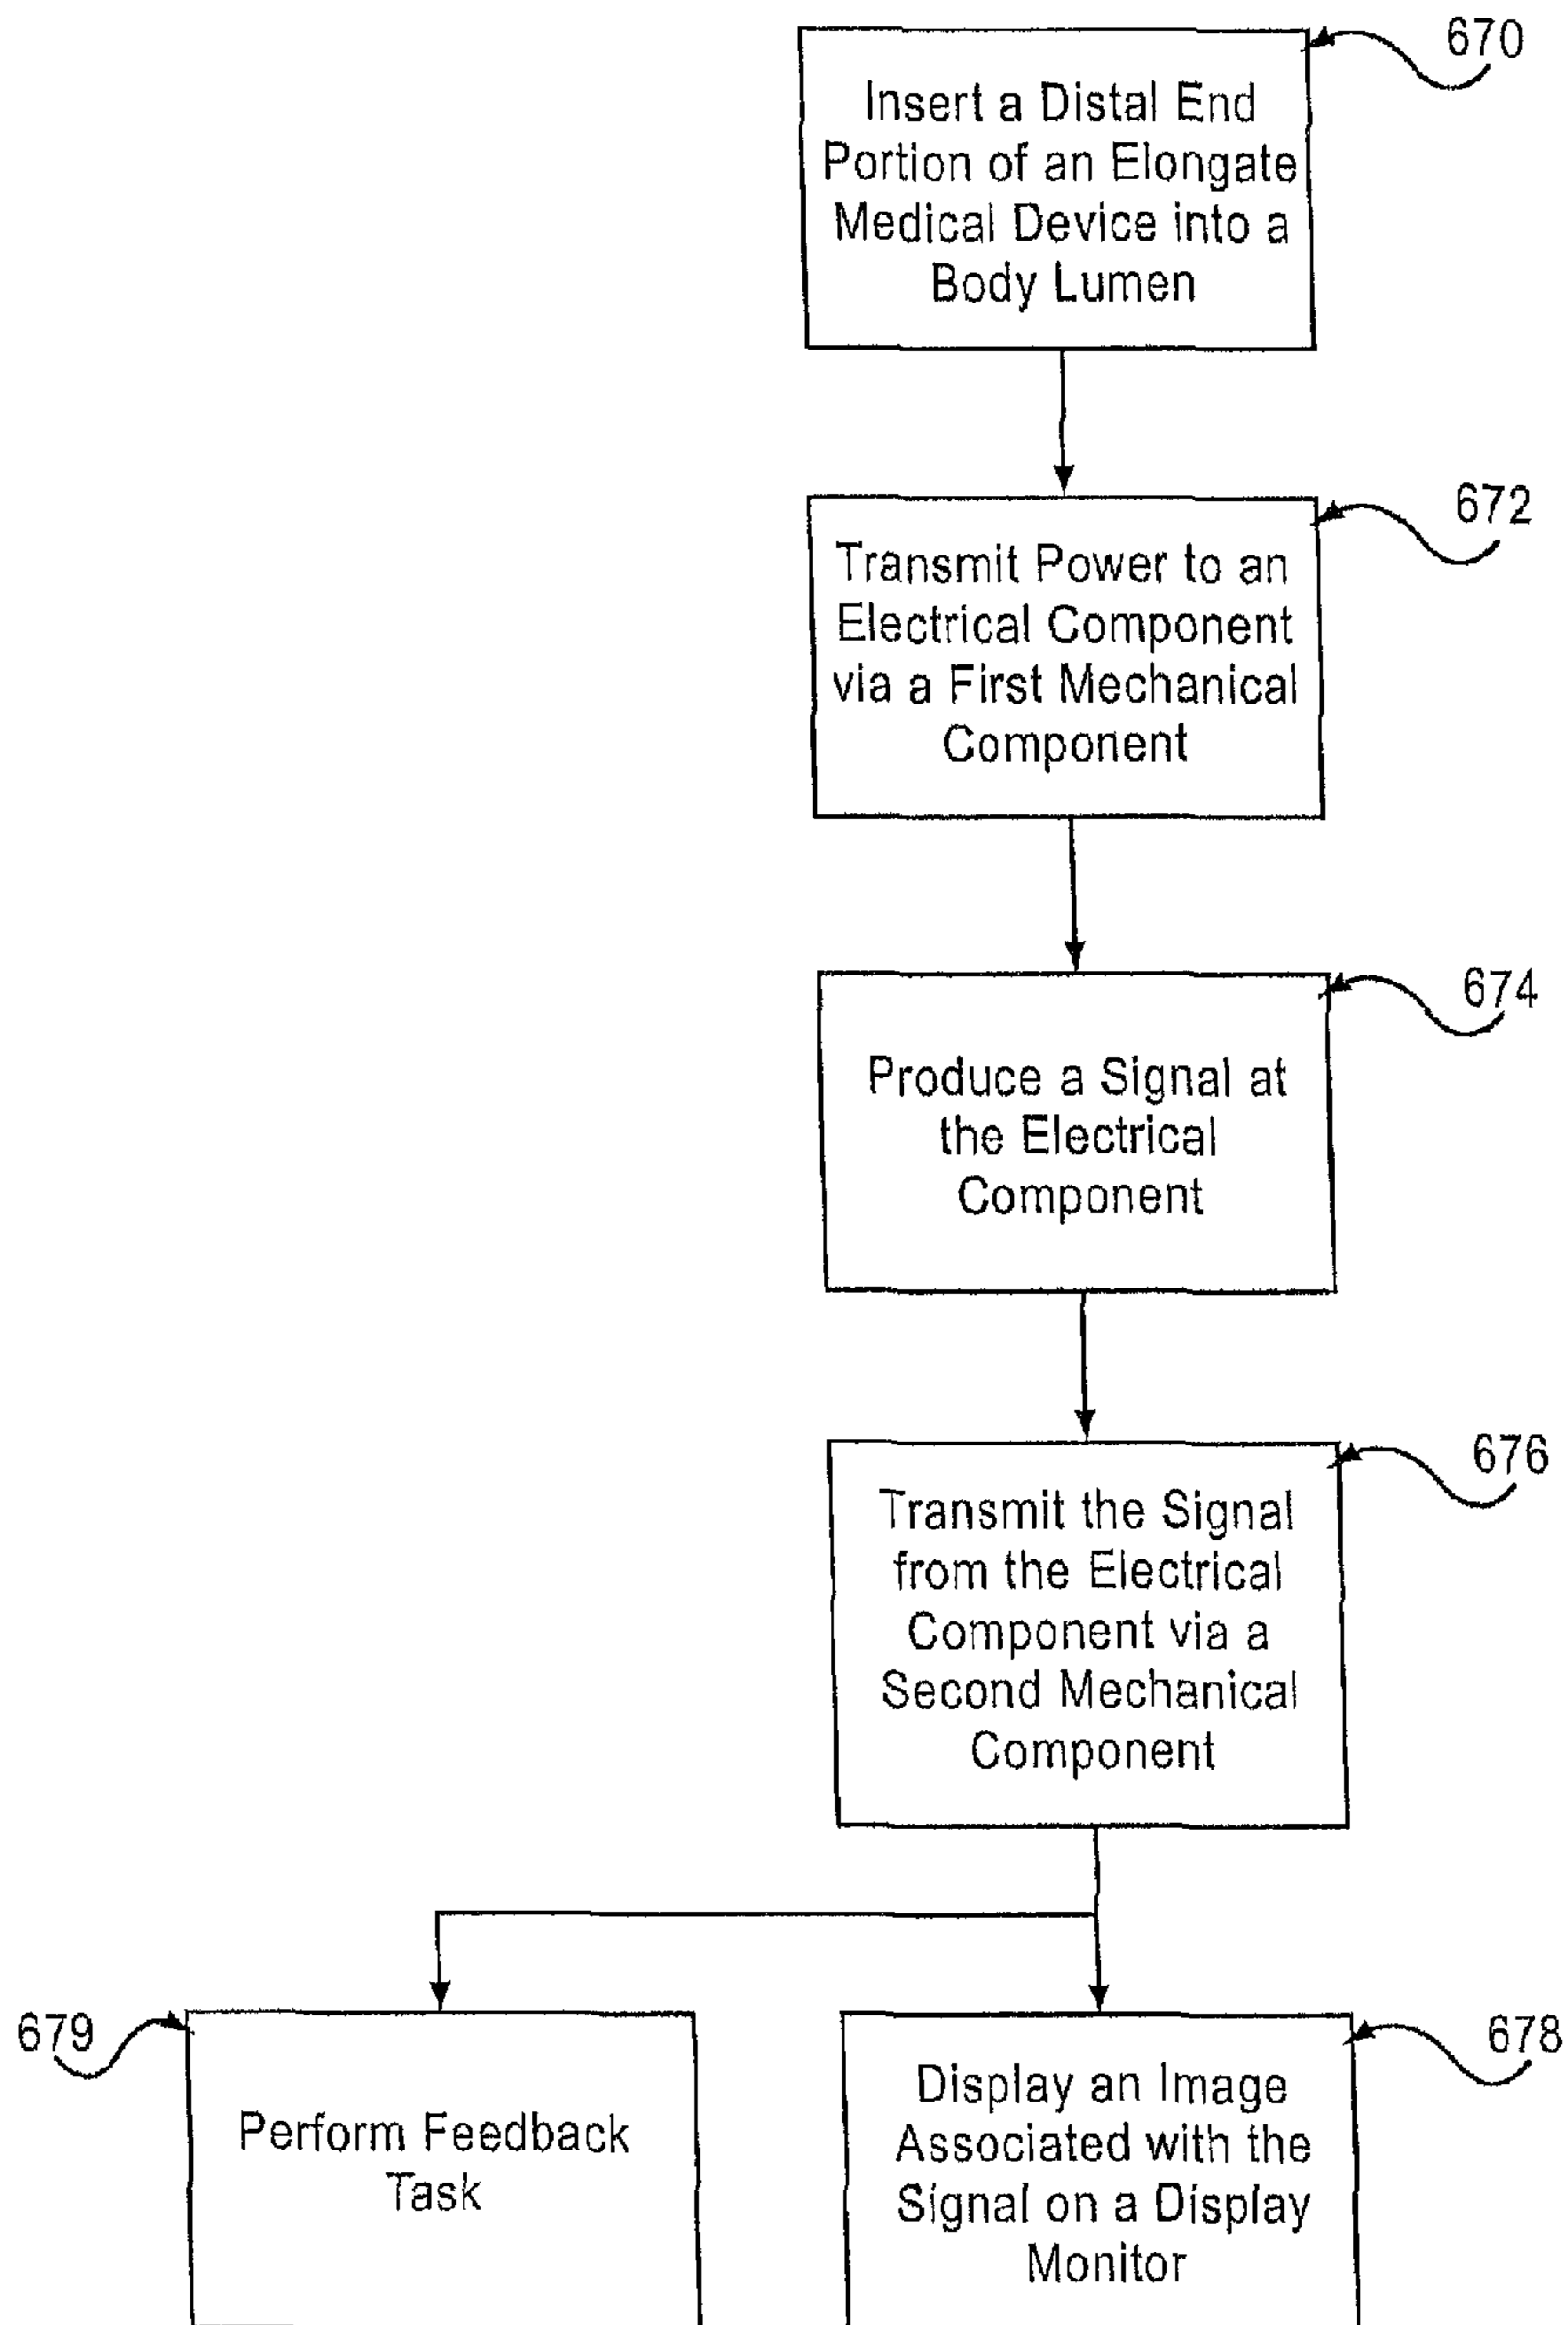 670
Insert a Distal End
Portion of an Elongate
Medical Device into a
Body Lumen
672
Transmit Power to an
Electrical Component
via a First Mechanical
Component
674
Produce a Signal at
the Electrical
Component
676
Transmit the Signal
from the Electrical
Component via a
Second Mechanical
Component
679
Perform Feedback
Task
678
Display an Image
Associated with the
Signal on a Display
Monitor